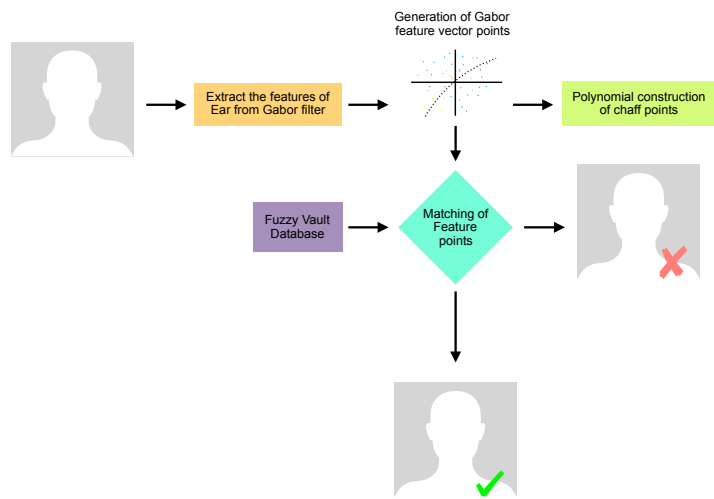 Generation of Gabor
feature vector points
Extract the features of
Ear from Gabor filter
Polynomial construction
of chaff points
Fuzzy Vault
Database
Matching of
Feature
points